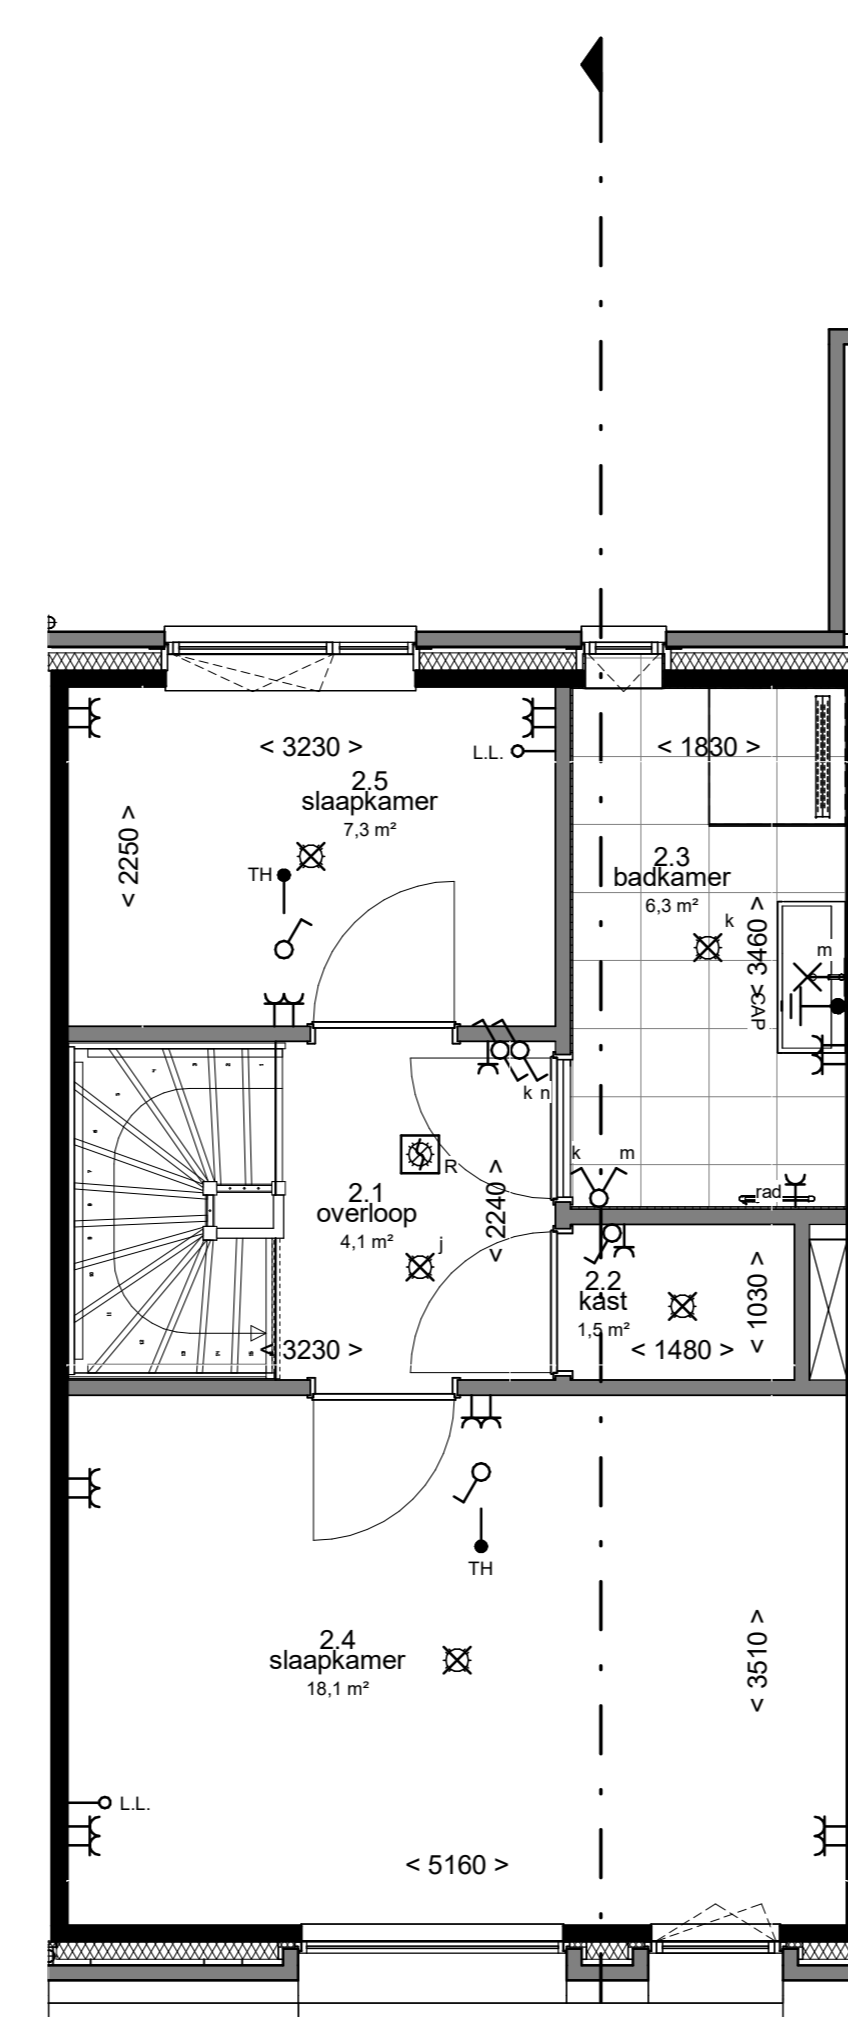 < 3230 >
< 1830 >
L.L.
2.5
slaapkamer
7,3 m²
< 2250 >
TH
2.3
badkamer
6,3 m²
k
< 3460 >
m
CAP
k n
k
m
R
rad
2.1
overloop
4,1 m²
< 2240 >
j
2.2
kast
1,5 m²
< 1030 >
< 3230 >
< 1480 >
TH
2.4
slaapkamer
18,1 m²
< 3510 >
L.L.
< 5160 >